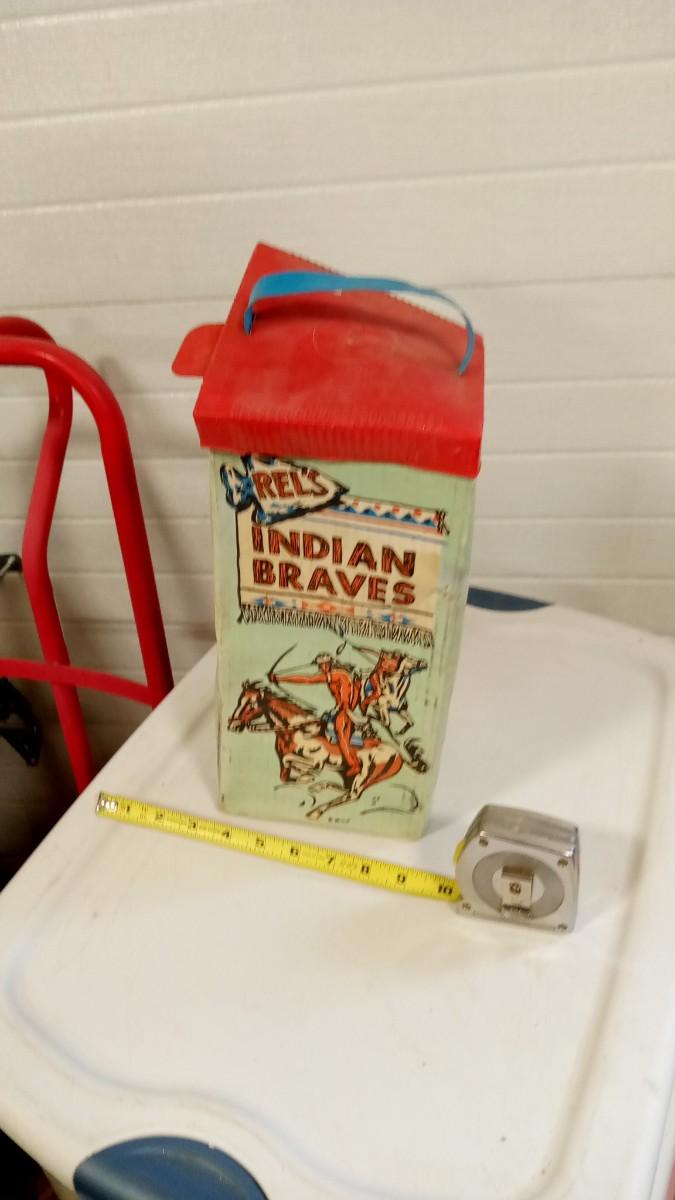 REL'S
INDIAN
BRAVES
1 2 3 4 5 6 7 8 9 10